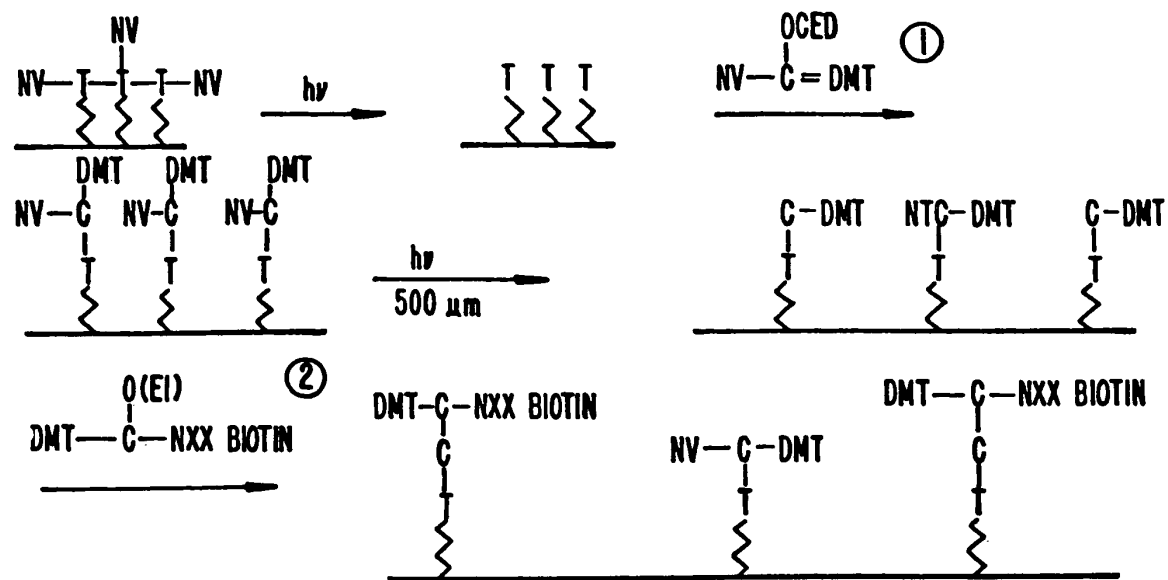 NV
NV—T—T—T—NV
hν
T T T
OCED
NV—C=DMT
①
DMT DMT DMT
NV—C NV-C NV-C
T T T
hν
500 μm
C-DMT NTC-DMT C-DMT
T T T
②
O(EI)
DMT—C—NXX BIOTIN
DMT-C-NXX BIOTIN
C
T
NV—C-DMT
T
DMT—C—NXX BIOTIN
C
T